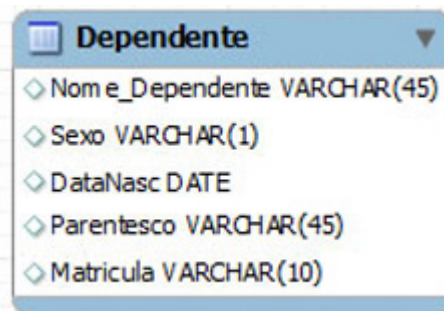 Dependente
Nome_Dependente VARCHAR(45)
Sexo VARCHAR(1)
DataNasc DATE
Parentesco VARCHAR(45)
Matricula VARCHAR(10)